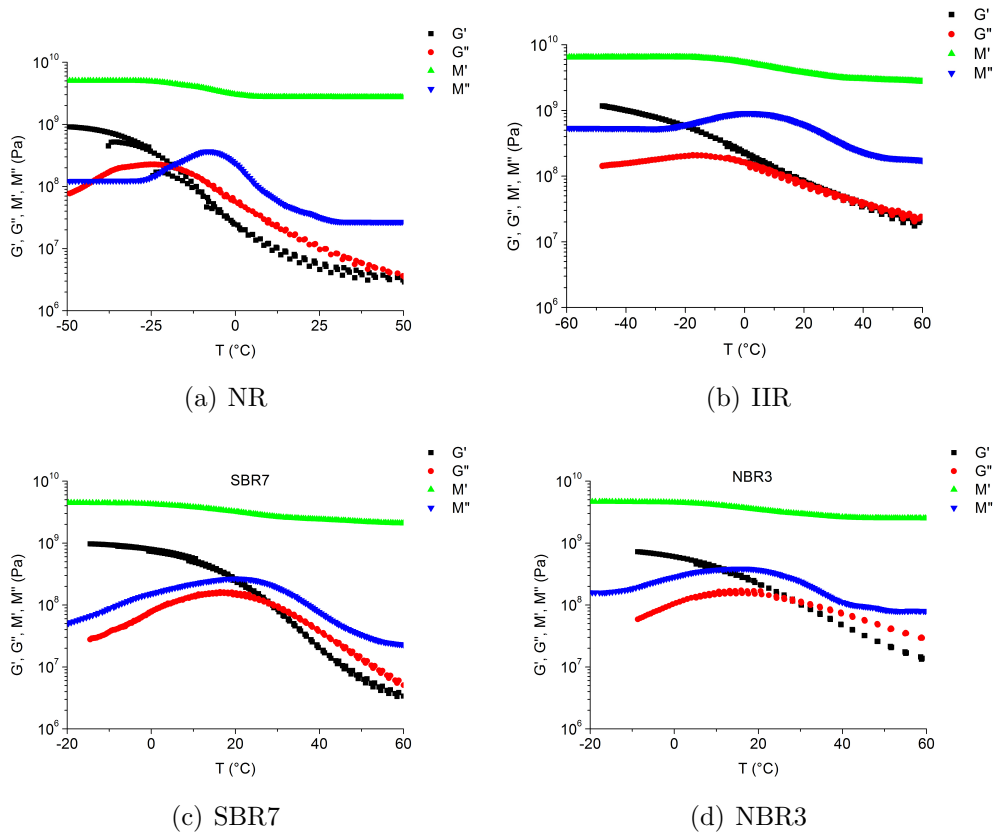 G'
G"
M'
M"
G', G", M', M" (Pa)
10^10
10^9
10^8
10^7
10^6
-50
-25
0
25
50
T (°C)
(a) NR
G'
G"
M'
M"
G', G", M', M" (Pa)
10^10
10^9
10^8
10^7
10^6
-60
-40
-20
0
20
40
60
T (°C)
(b) IIR
SBR7
G'
G"
M'
M"
G', G", M', M" (Pa)
10^10
10^9
10^8
10^7
10^6
-20
0
20
40
60
T (°C)
(c) SBR7
NBR3
G'
G"
M'
M"
G', G", M', M" (Pa)
10^10
10^9
10^8
10^7
10^6
-20
0
20
40
60
T (°C)
(d) NBR3